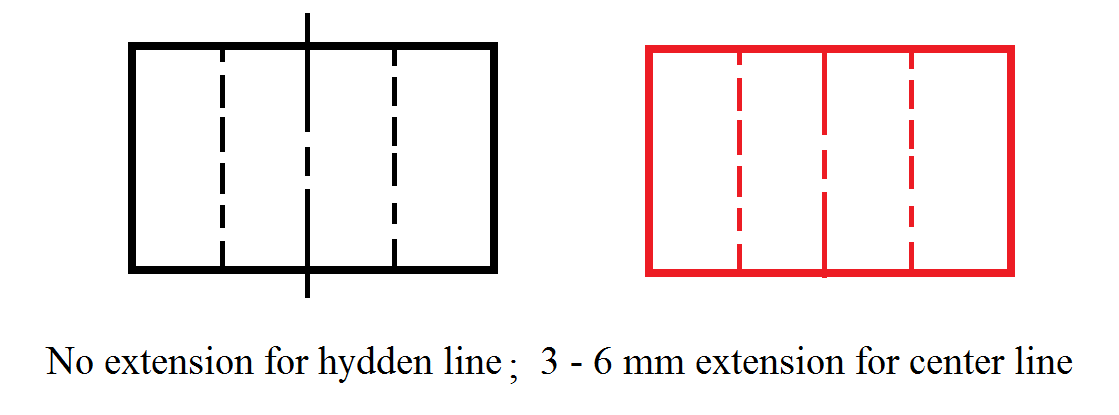 No extension for hydden line ; 3 - 6 mm extension for center line